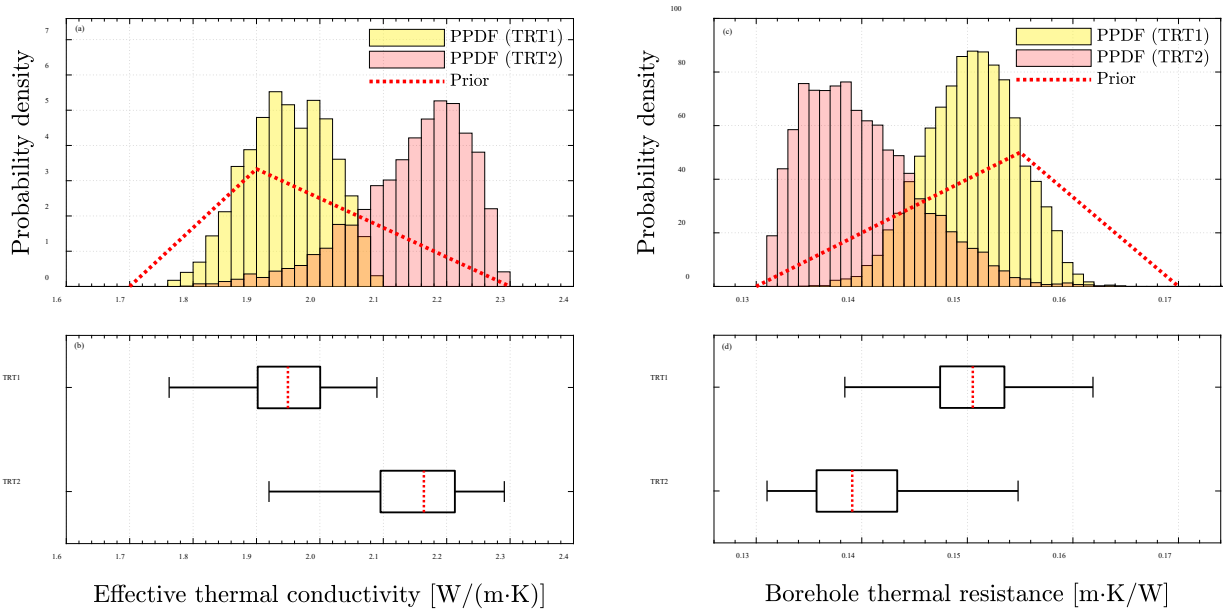 (a)
PPDF (TRT1)
PPDF (TRT2)
Prior
Probability density
7
6
5
4
3
2
1
0
1.6 1.7 1.8 1.9 2.0 2.1 2.2 2.3 2.4
(b)
TRT1
TRT2
1.6 1.7 1.8 1.9 2.0 2.1 2.2 2.3 2.4
Effective thermal conductivity [W/(m·K)]
(c)
PPDF (TRT1)
PPDF (TRT2)
Prior
Probability density
100
80
60
40
20
0
0.13 0.14 0.15 0.16 0.17
(d)
TRT1
TRT2
0.13 0.14 0.15 0.16 0.17
Borehole thermal resistance [m·K/W]